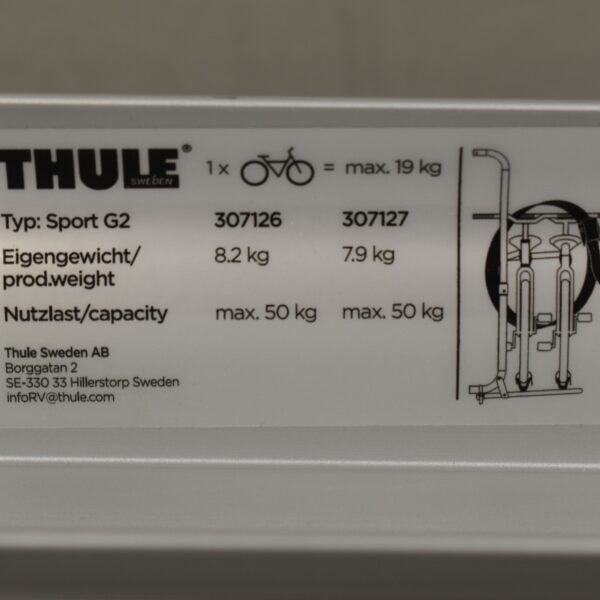 THULE® 1 x = max. 19 kg
SWEDEN
Typ: Sport G2 307126 307127
Eigengewicht/ 8.2 kg 7.9 kg
prod.weight
Nutzlast/capacity max. 50 kg max. 50 kg
Thule Sweden AB
Borggatan 2
SE-330 33 Hillerstorp Sweden
infoRV@thule.com